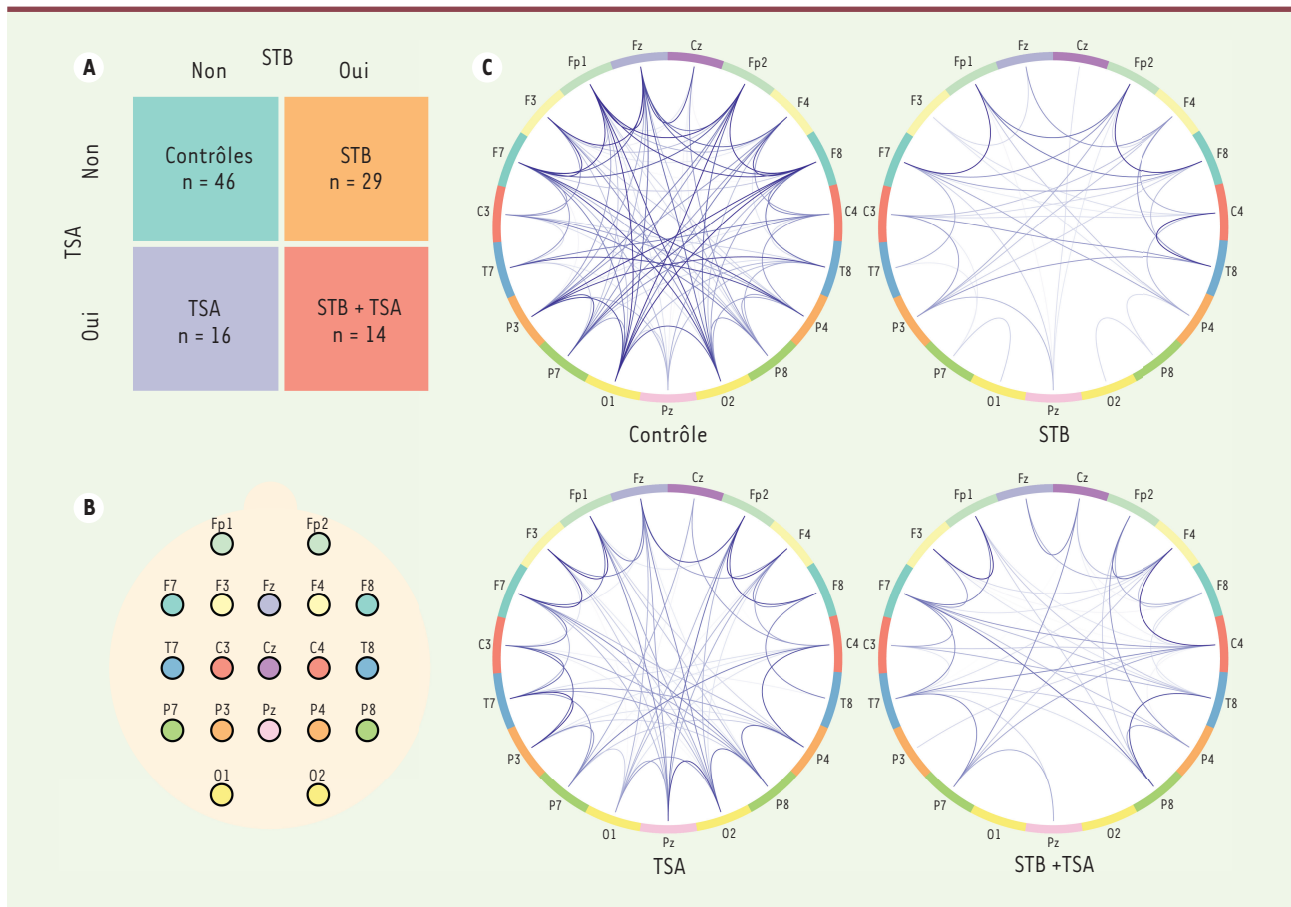 A
STB
Non Oui
TSA
Non
Contrôles
n = 46
STB
n = 29
Oui
TSA
n = 16
STB + TSA
n = 14
B
Fp1 Fp2
F7 F3 Fz F4 F8
T7 C3 Cz C4 T8
P7 P3 Pz P4 P8
O1 O2
C
Fz Cz
Fp1 Fp2
F3 F4
F7 F8
C3 C4
T7 T8
P3 P4
P7 P8
O1 O2
Pz
Contrôle
Fz Cz
Fp1 Fp2
F3 F4
F7 F8
C3 C4
T7 T8
P3 P4
P7 P8
O1 O2
Pz
STB
Fz Cz
Fp1 Fp2
F3 F4
F7 F8
C3 C4
T7 T8
P3 P4
P7 P8
O1 O2
Pz
TSA
Fz Cz
Fp1 Fp2
F3 F4
F7 F8
C3 C4
T7 T8
P3 P4
P7 P8
O1 O2
Pz
STB +TSA